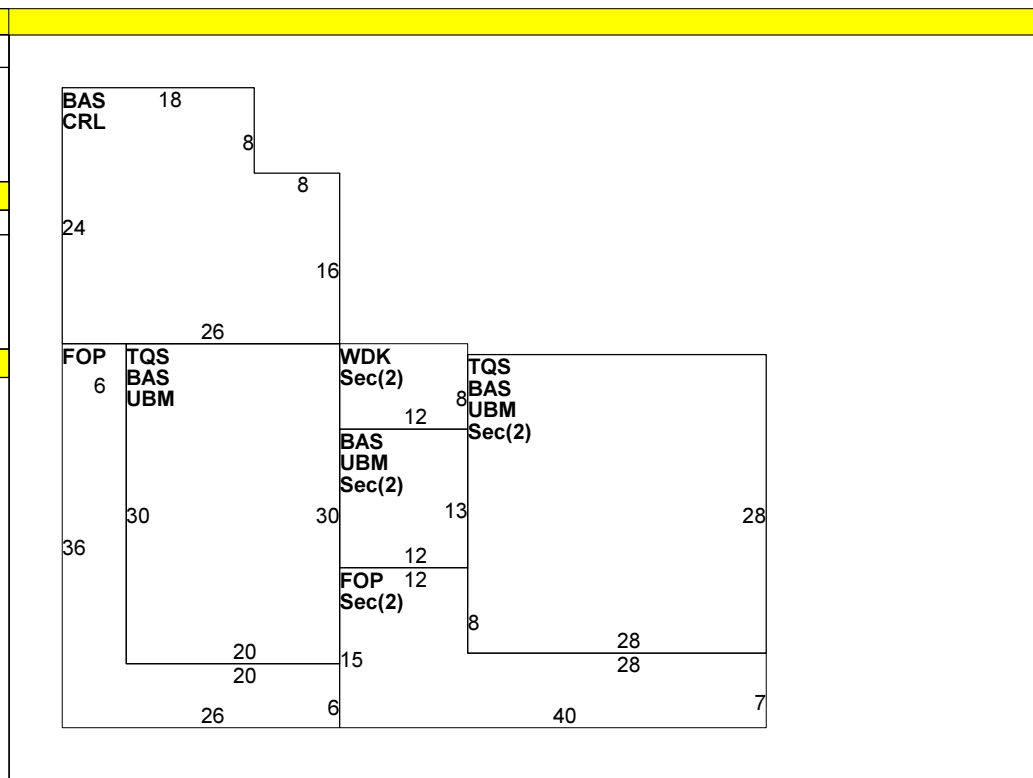 BAS 18
CRL
8
8
24
16
26
FOP TQS WDK TQS
6 BAS Sec(2) BAS
UBM 8 UBM
12 Sec(2)
BAS
UBM
Sec(2)
30 30 13 28
36
12
FOP 12
Sec(2)
8
20 28
20 15 28
26 6 40 7